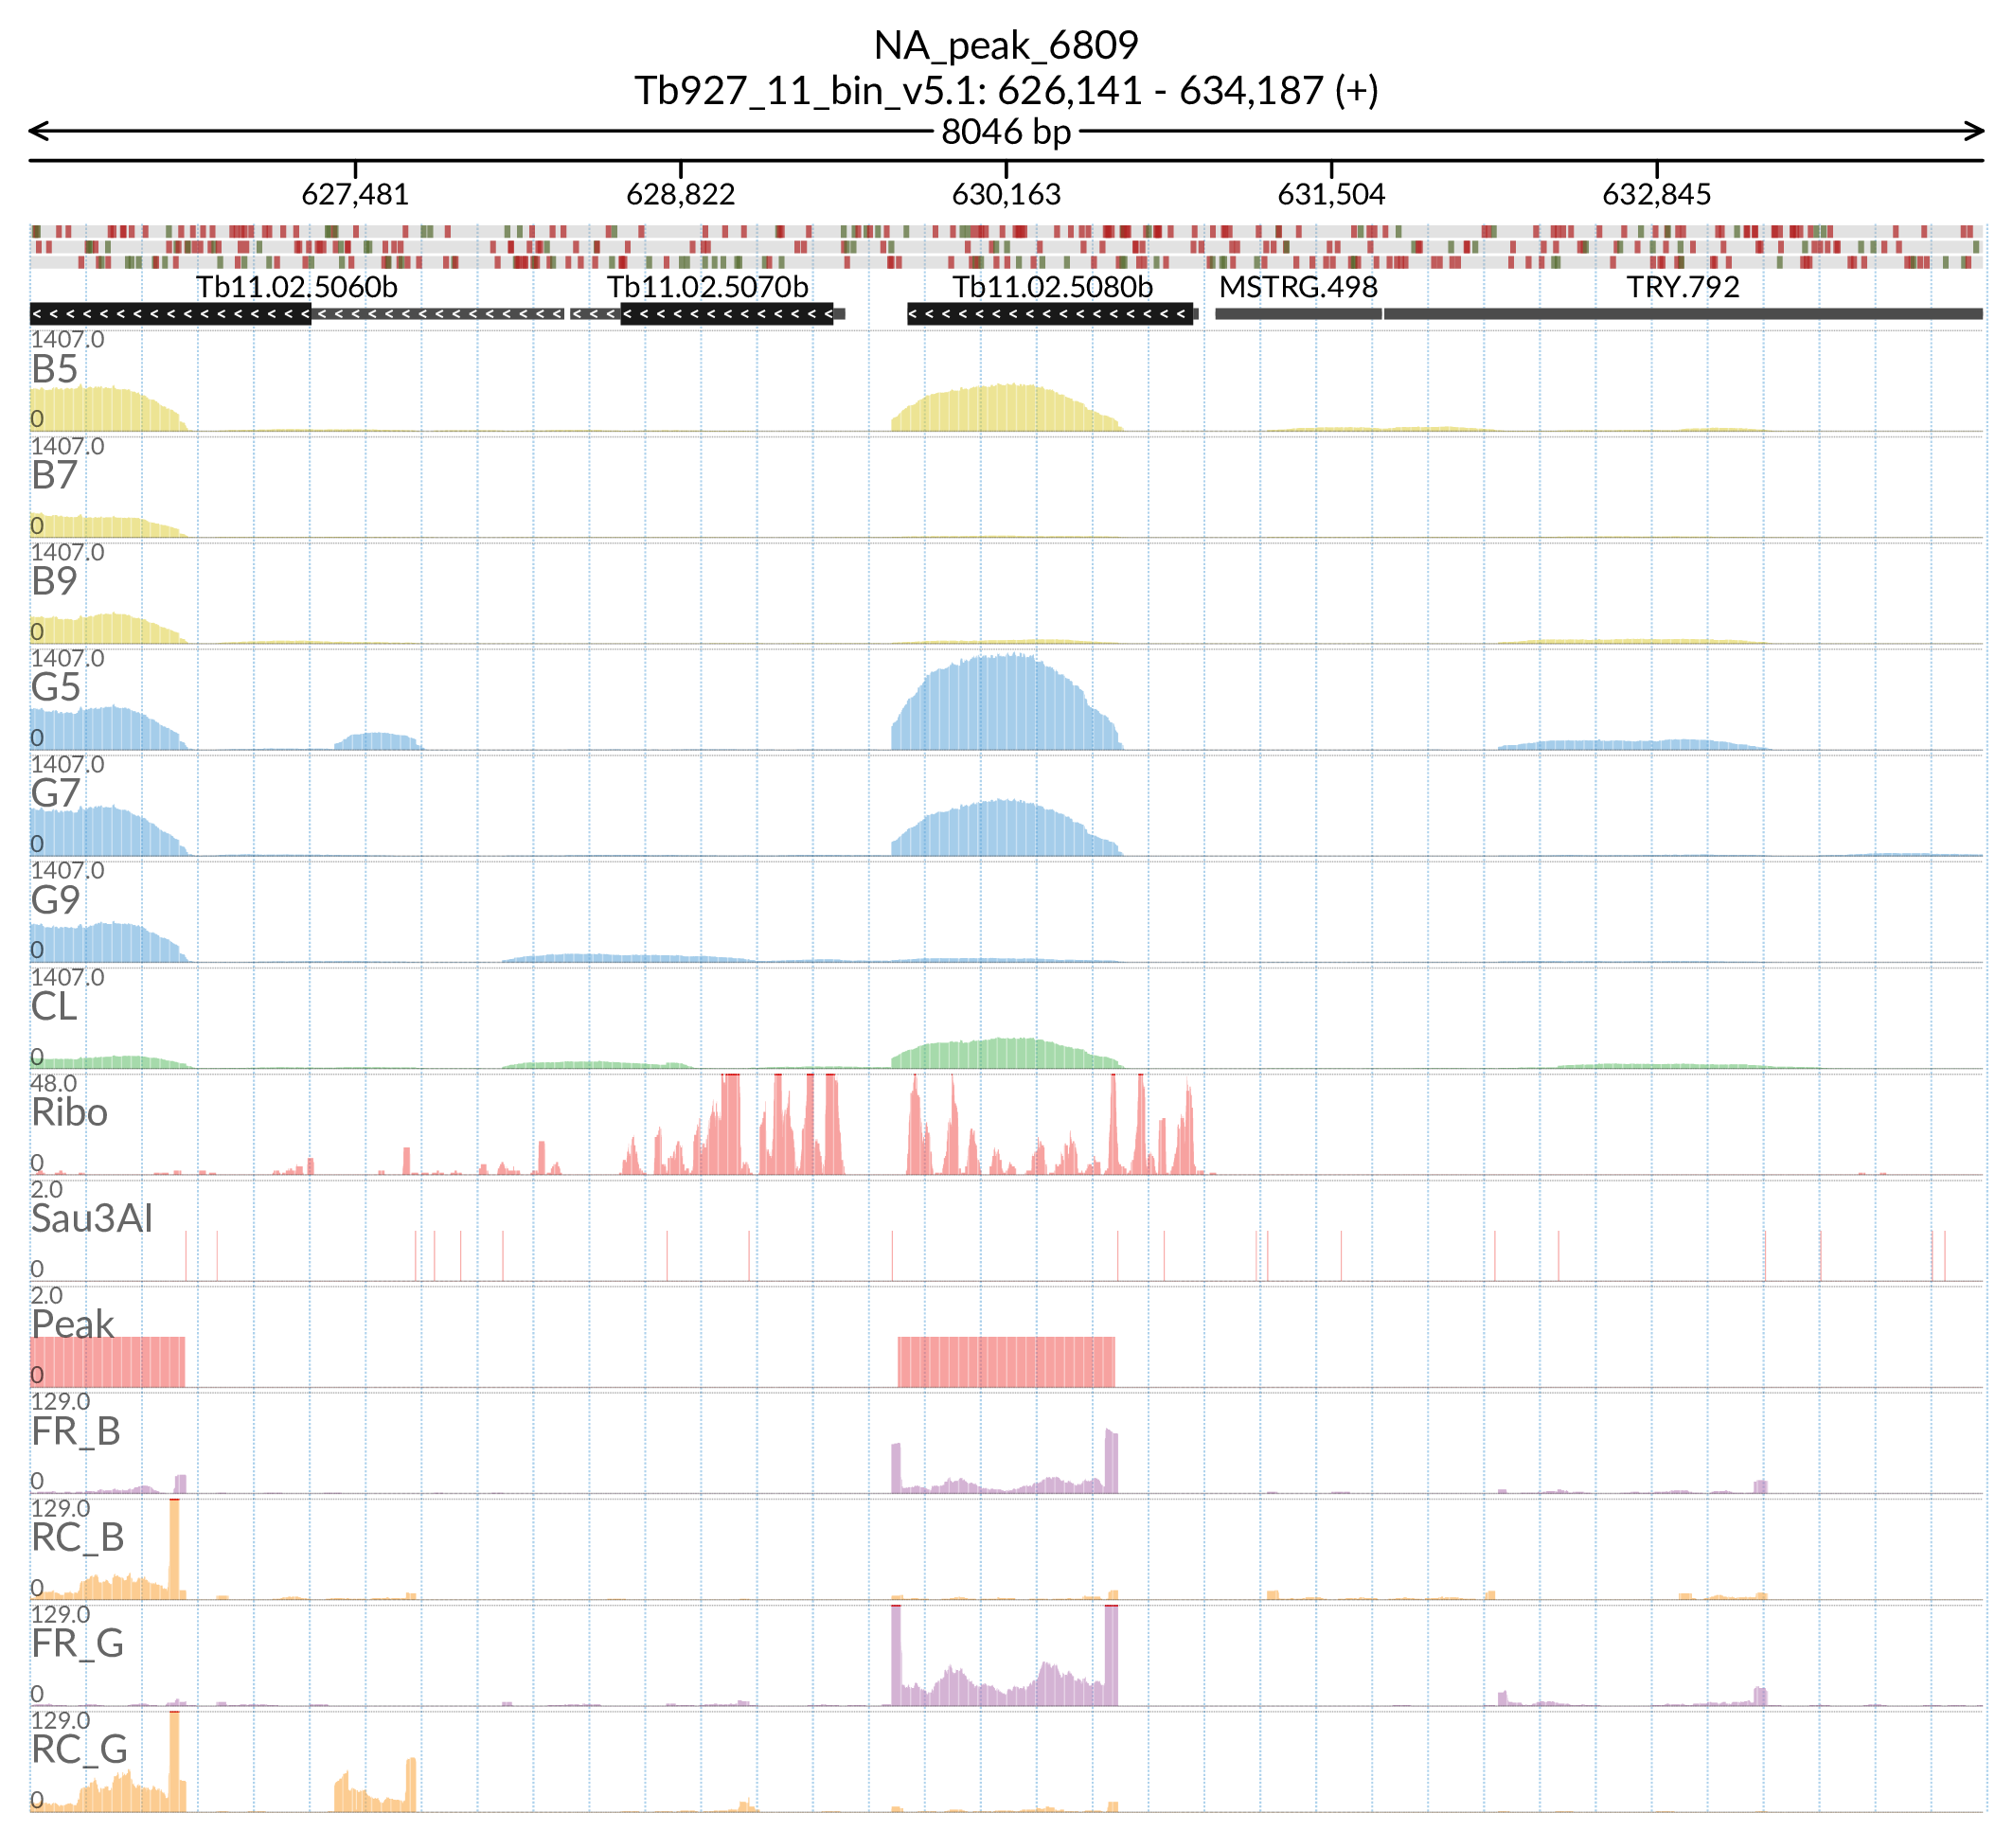 NA_peak_6809
Tb927_11_bin_v5.1: 626,141 - 634,187 (+)
8046 bp
627,481 628,822 630,163 631,504 632,845
Tb11.02.5060b Tb11.02.5070b Tb11.02.5080b MSTRG.498 TRY.792
1407.0
B5
0
1407.0
B7
0
1407.0
B9
0
1407.0
G5
0
1407.0
G7
0
1407.0
G9
0
1407.0
CL
0
48.0
Ribo
0
2.0
Sau3AI
0
2.0
Peak
0
129.0
FR_B
0
129.0
RC_B
0
129.0
FR_G
0
129.0
RC_G
0